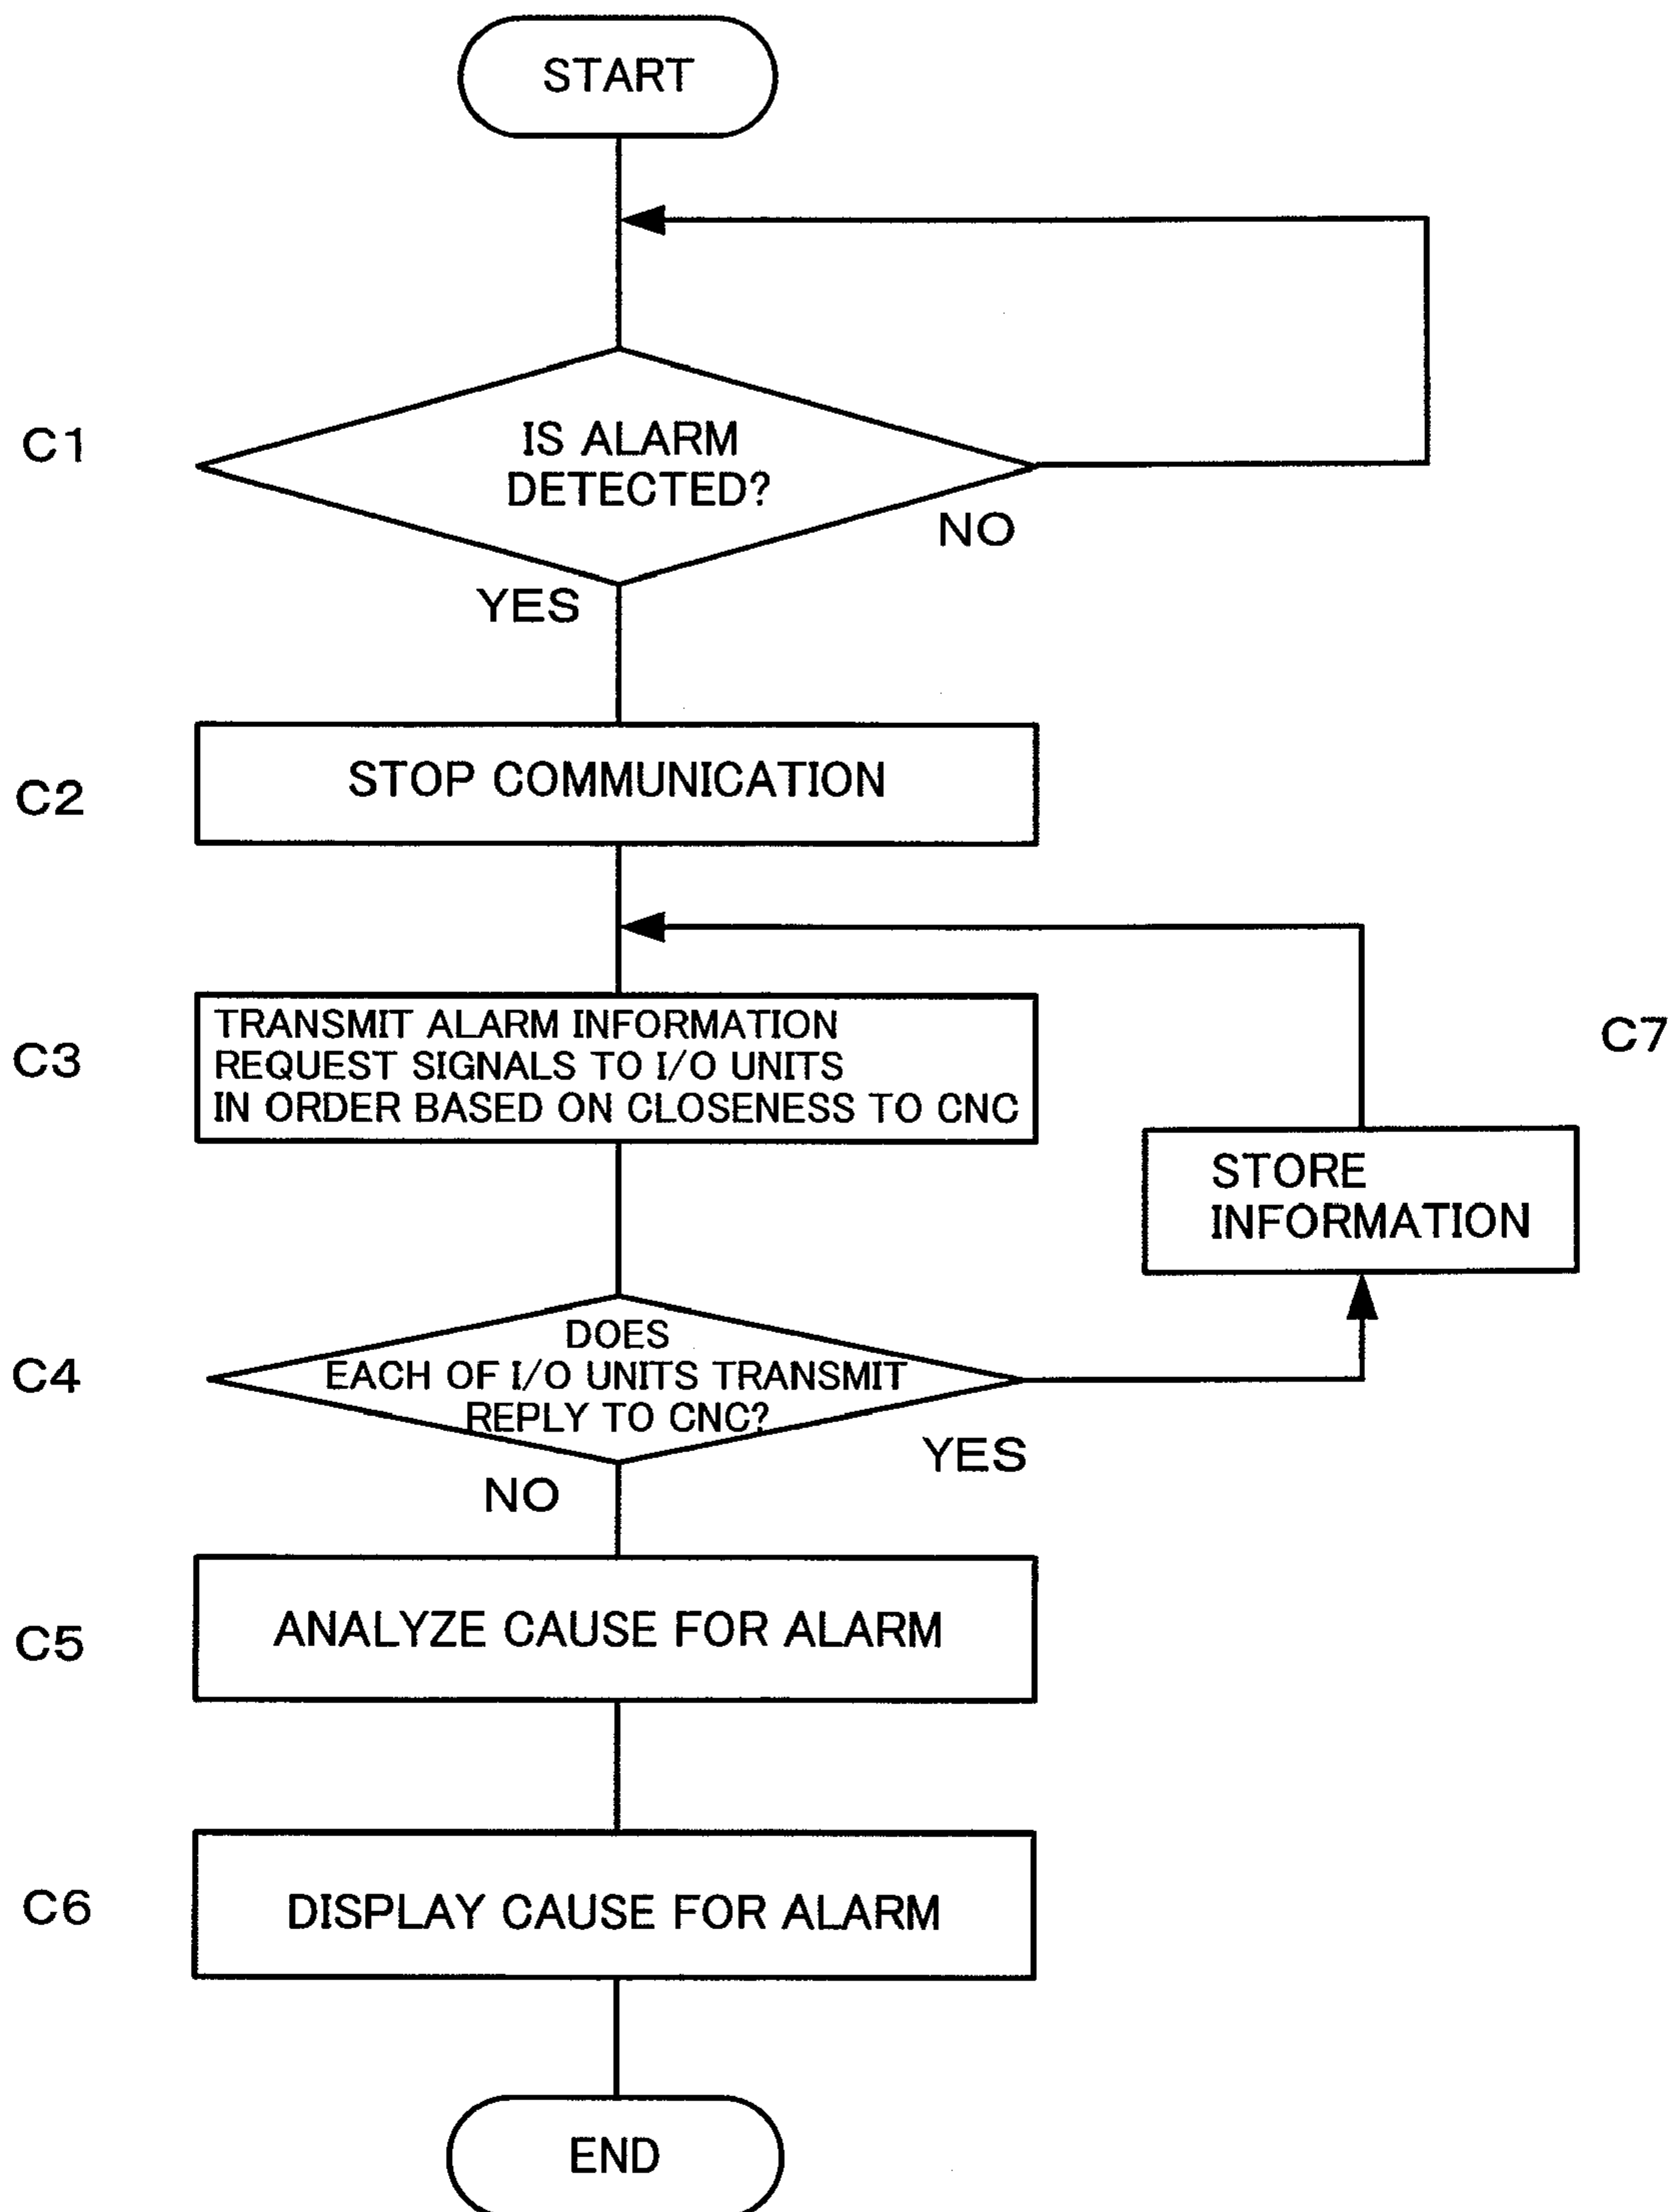 START
C1
IS ALARM
DETECTED?
NO
YES
C2
STOP COMMUNICATION
C3
TRANSMIT ALARM INFORMATION
REQUEST SIGNALS TO I/O UNITS
IN ORDER BASED ON CLOSENESS TO CNC
C7
STORE
INFORMATION
C4
DOES
EACH OF I/O UNITS TRANSMIT
REPLY TO CNC?
YES
NO
C5
ANALYZE CAUSE FOR ALARM
C6
DISPLAY CAUSE FOR ALARM
END